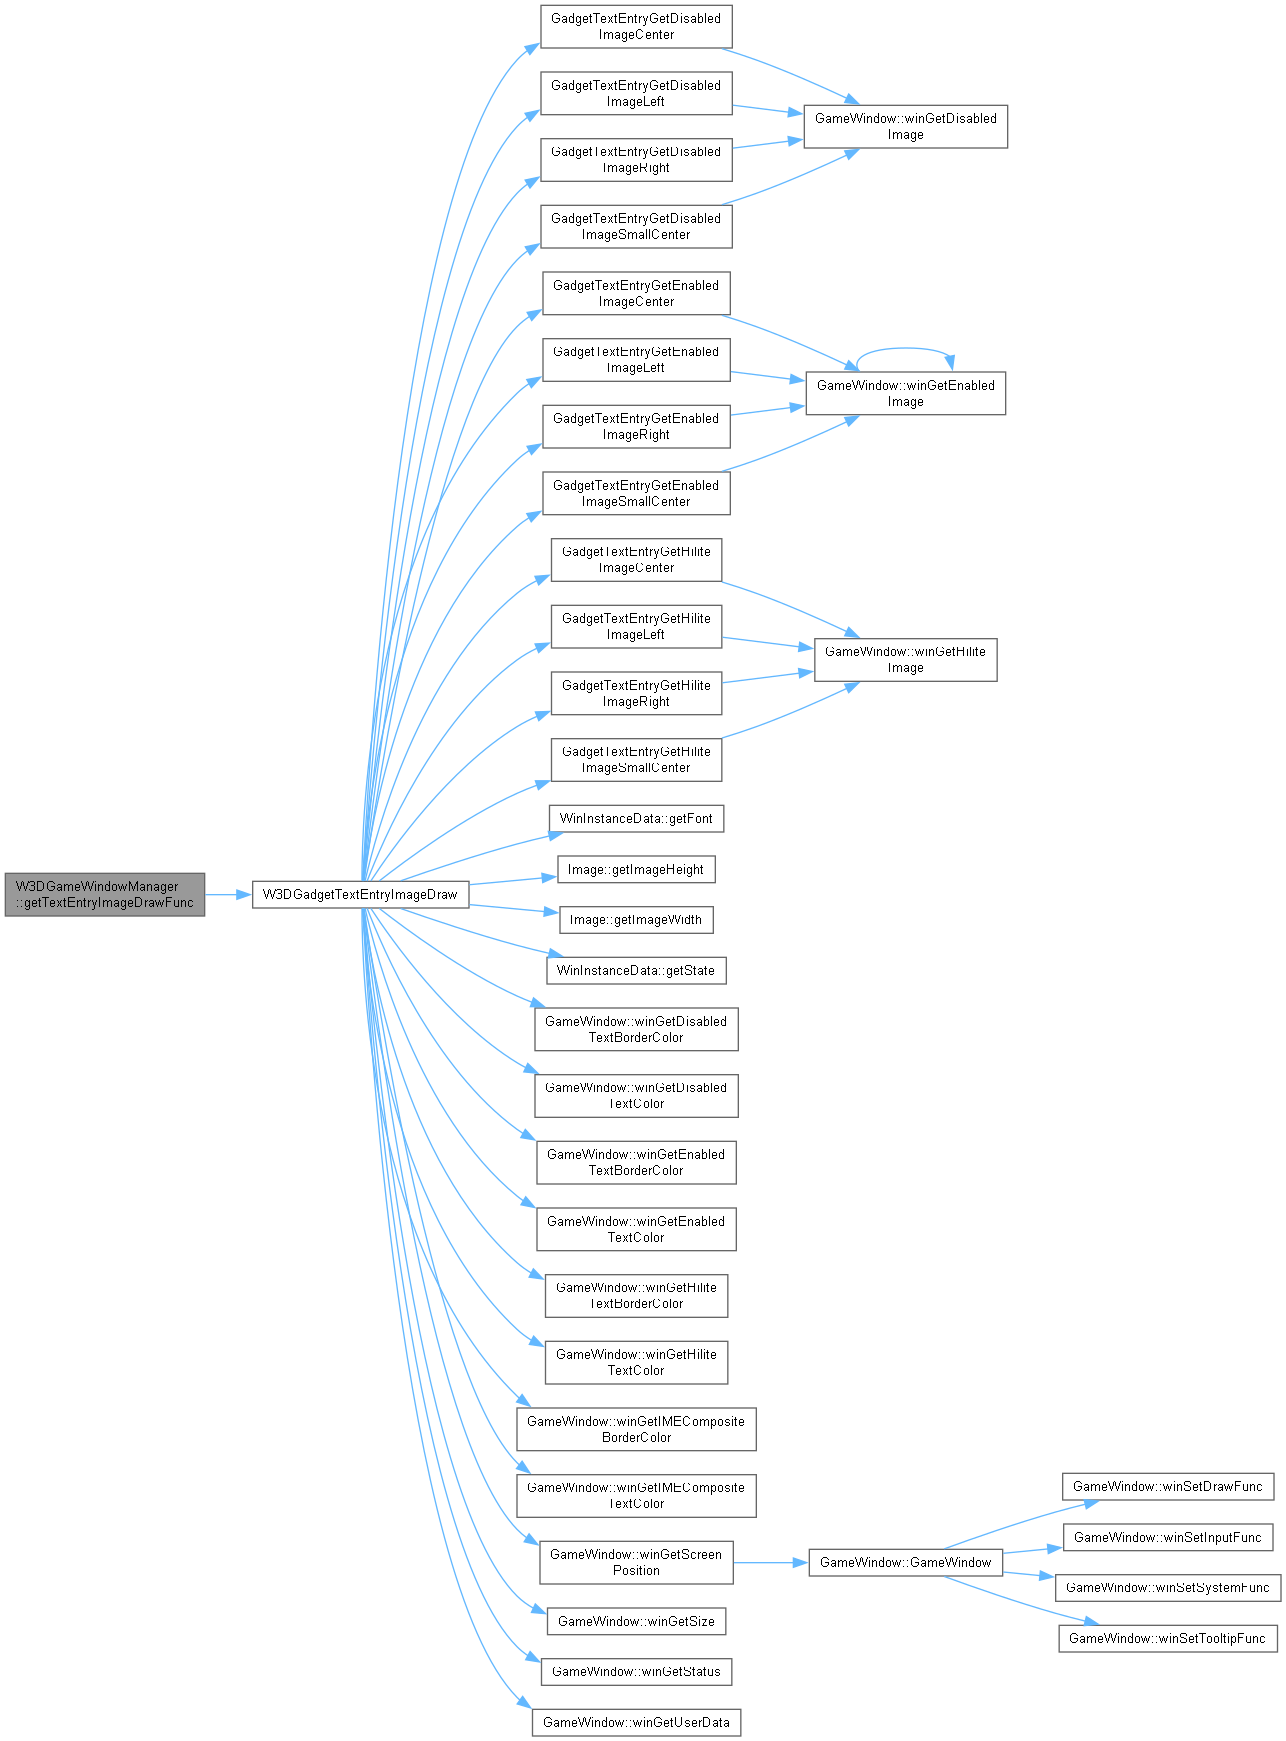 W3DGameWindowManager
::getTextEntryImageDrawFunc
W3DGadgetTextEntryImageDraw
GadgetTextEntryGetDisabled
ImageCenter
GadgetTextEntryGetDisabled
ImageLeft
GadgetTextEntryGetDisabled
ImageRight
GadgetTextEntryGetDisabled
ImageSmallCenter
GameWindow::winGetDisabled
Image
GadgetTextEntryGetEnabled
ImageCenter
GadgetTextEntryGetEnabled
ImageLeft
GadgetTextEntryGetEnabled
ImageRight
GadgetTextEntryGetEnabled
ImageSmallCenter
GameWindow::winGetEnabled
Image
GadgetTextEntryGetHilite
ImageCenter
GadgetTextEntryGetHilite
ImageLeft
GadgetTextEntryGetHilite
ImageRight
GadgetTextEntryGetHilite
ImageSmallCenter
GameWindow::winGetHilite
Image
WinInstanceData::getFont
Image::getImageHeight
Image::getImageWidth
WinInstanceData::getState
GameWindow::winGetDisabled
TextBorderColor
GameWindow::winGetDisabled
TextColor
GameWindow::winGetEnabled
TextBorderColor
GameWindow::winGetEnabled
TextColor
GameWindow::winGetHilite
TextBorderColor
GameWindow::winGetHilite
TextColor
GameWindow::winGetIMEComposite
BorderColor
GameWindow::winGetIMEComposite
TextColor
GameWindow::winGetScreen
Position
GameWindow::GameWindow
GameWindow::winSetDrawFunc
GameWindow::winSetInputFunc
GameWindow::winSetSystemFunc
GameWindow::winSetTooltipFunc
GameWindow::winGetSize
GameWindow::winGetStatus
GameWindow::winGetUserData